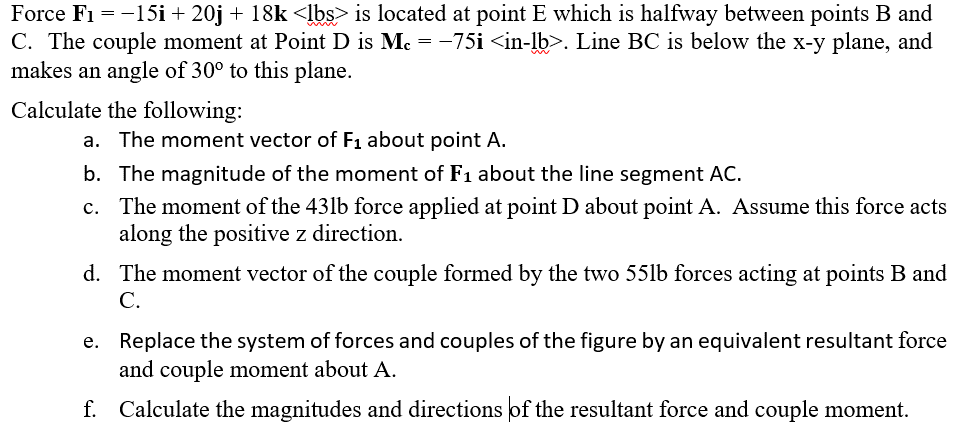 Force F₁ = −15i + 20j + 18k <lbs> is located at point E which is halfway between points B and
C. The couple moment at Point D is Mc = −75i <in-lb>. Line BC is below the x-y plane, and
makes an angle of 30º to this plane.
Calculate the following:
a. The moment vector of F₁ about point A.
b. The magnitude of the moment of F₁ about the line segment AC.
c. The moment of the 43lb force applied at point D about point A. Assume this force acts
along the positive z direction.
d. The moment vector of the couple formed by the two 55lb forces acting at points B and
C.
e. Replace the system of forces and couples of the figure by an equivalent resultant force
and couple moment about A.
f. Calculate the magnitudes and directions of the resultant force and couple moment.